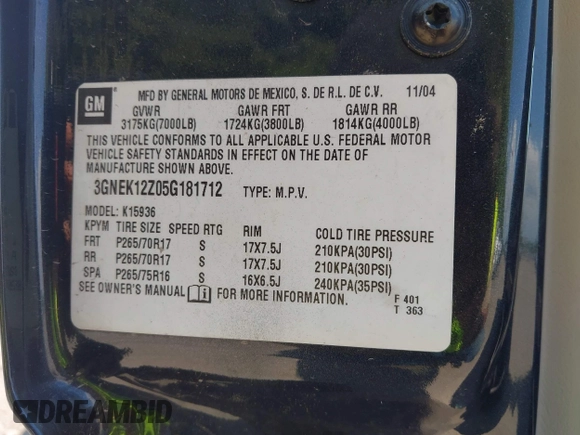 GM
MFD BY GENERAL MOTORS DE MEXICO, S. DE R.L. DE C.V. 11/04
GVWR GAWR FRT GAWR RR
3175KG(7000LB) 1724KG(3800LB) 1814KG(4000LB)
THIS VEHICLE CONFORMS TO ALL APPLICABLE U.S. FEDERAL MOTOR
VEHICLE SAFETY STANDARDS IN EFFECT ON THE DATE OF
MANUFACTURE SHOWN ABOVE.
3GNEK12Z05G181712 TYPE: M.P.V.
MODEL: K15936
KPYM TIRE SIZE SPEED RTG RIM COLD TIRE PRESSURE
FRT P265/70R17 S 17X7.5J 210KPA(30PSI)
RR P265/70R17 S 17X7.5J 210KPA(30PSI)
SPA P265/75R16 S 16X6.5J 240KPA(35PSI)
SEE OWNER'S MANUAL FOR MORE INFORMATION.
F 401
T 363
DREAMBID